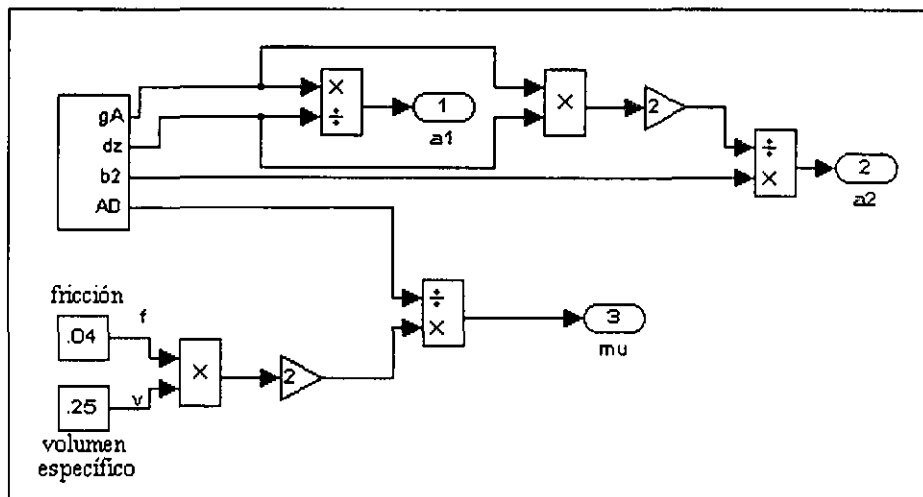 gA
dz
b2
AD
×
÷
1
a1
×
2
÷
×
2
a2
fricción
.04
f
.25
v
volumen
específico
×
2
÷
×
3
mu